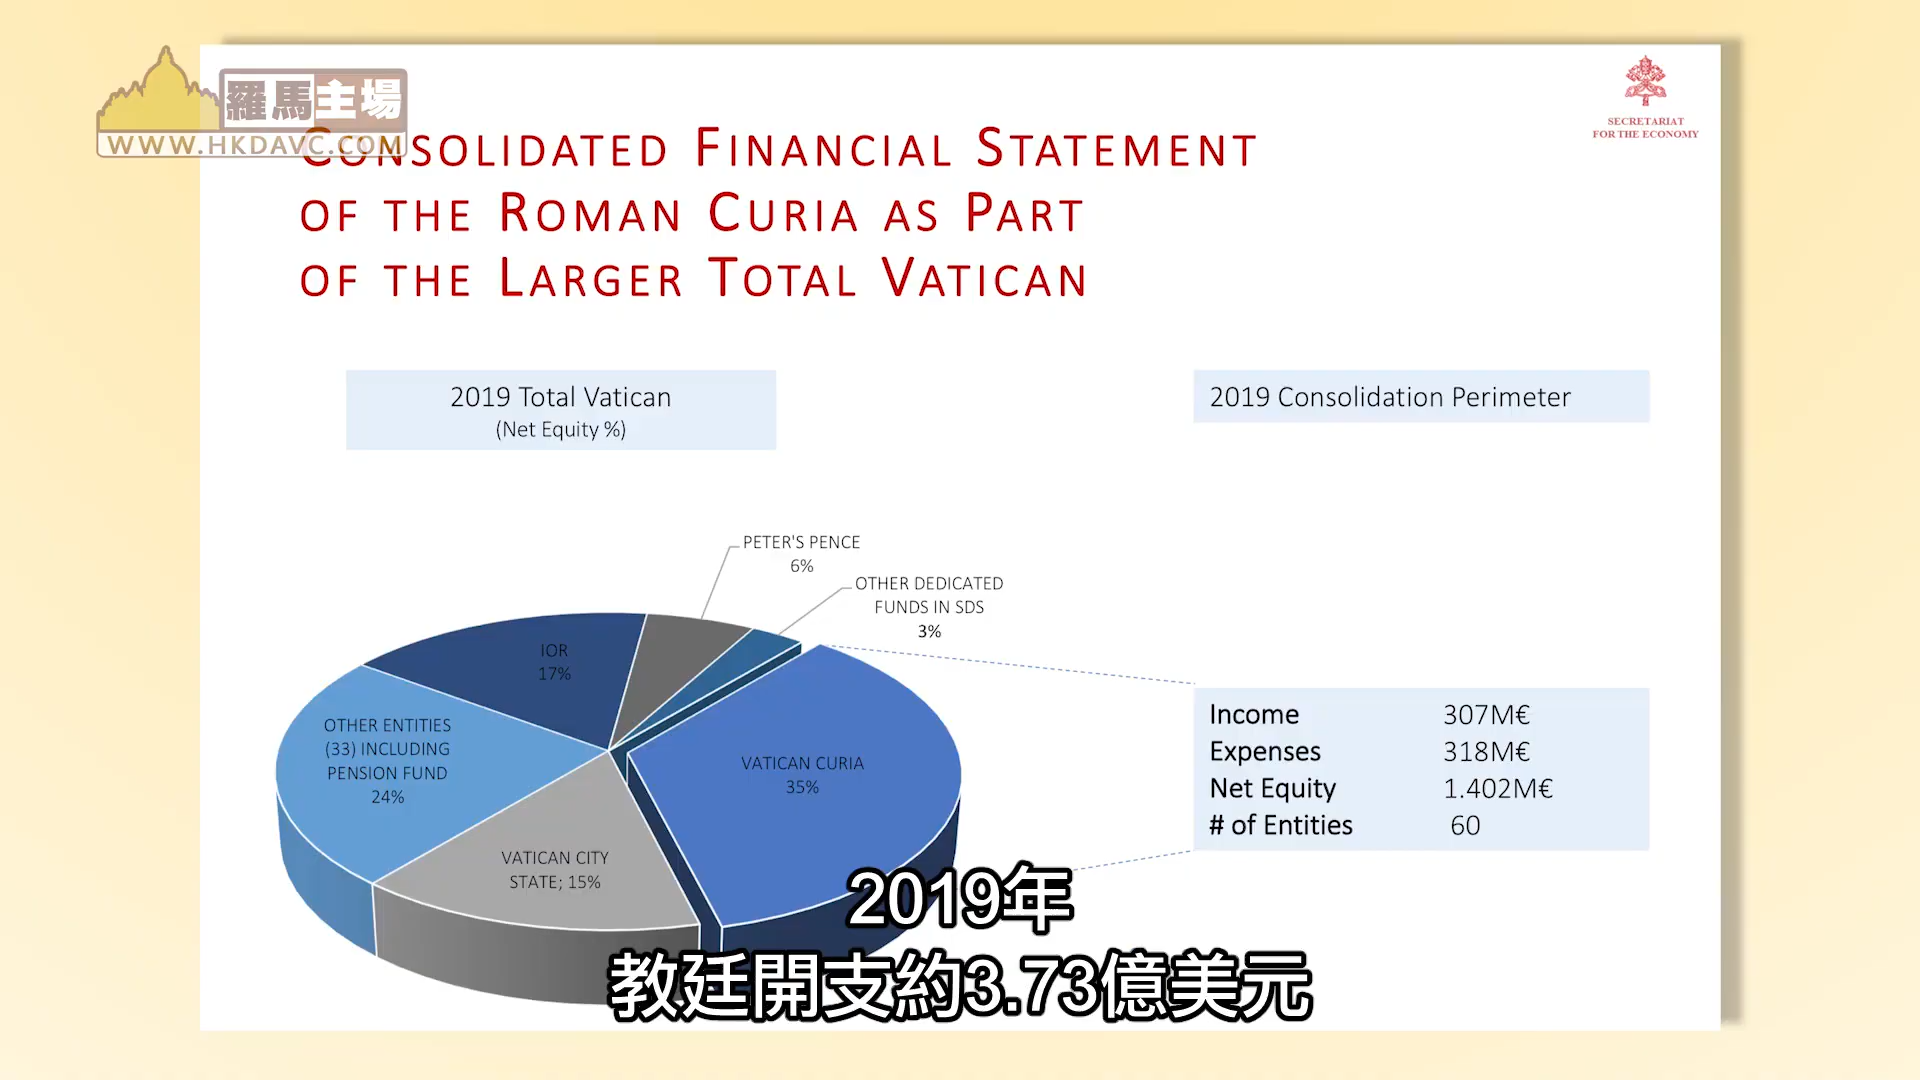 羅馬主場
WWW.HKDAVC.COM
SECRETARIAT
FOR THE ECONOMY
CONSOLIDATED FINANCIAL STATEMENT
OF THE ROMAN CURIA AS PART
OF THE LARGER TOTAL VATICAN
2019 Total Vatican
(Net Equity %)
2019 Consolidation Perimeter
PETER'S PENCE
6%
OTHER DEDICATED
FUNDS IN SDS
3%
IOR
17%
OTHER ENTITIES
(33) INCLUDING
PENSION FUND
24%
VATICAN CURIA
35%
VATICAN CITY
STATE; 15%
Income 307M€
Expenses 318M€
Net Equity 1.402M€
# of Entities 60
2019年
教廷開支約3.73億美元